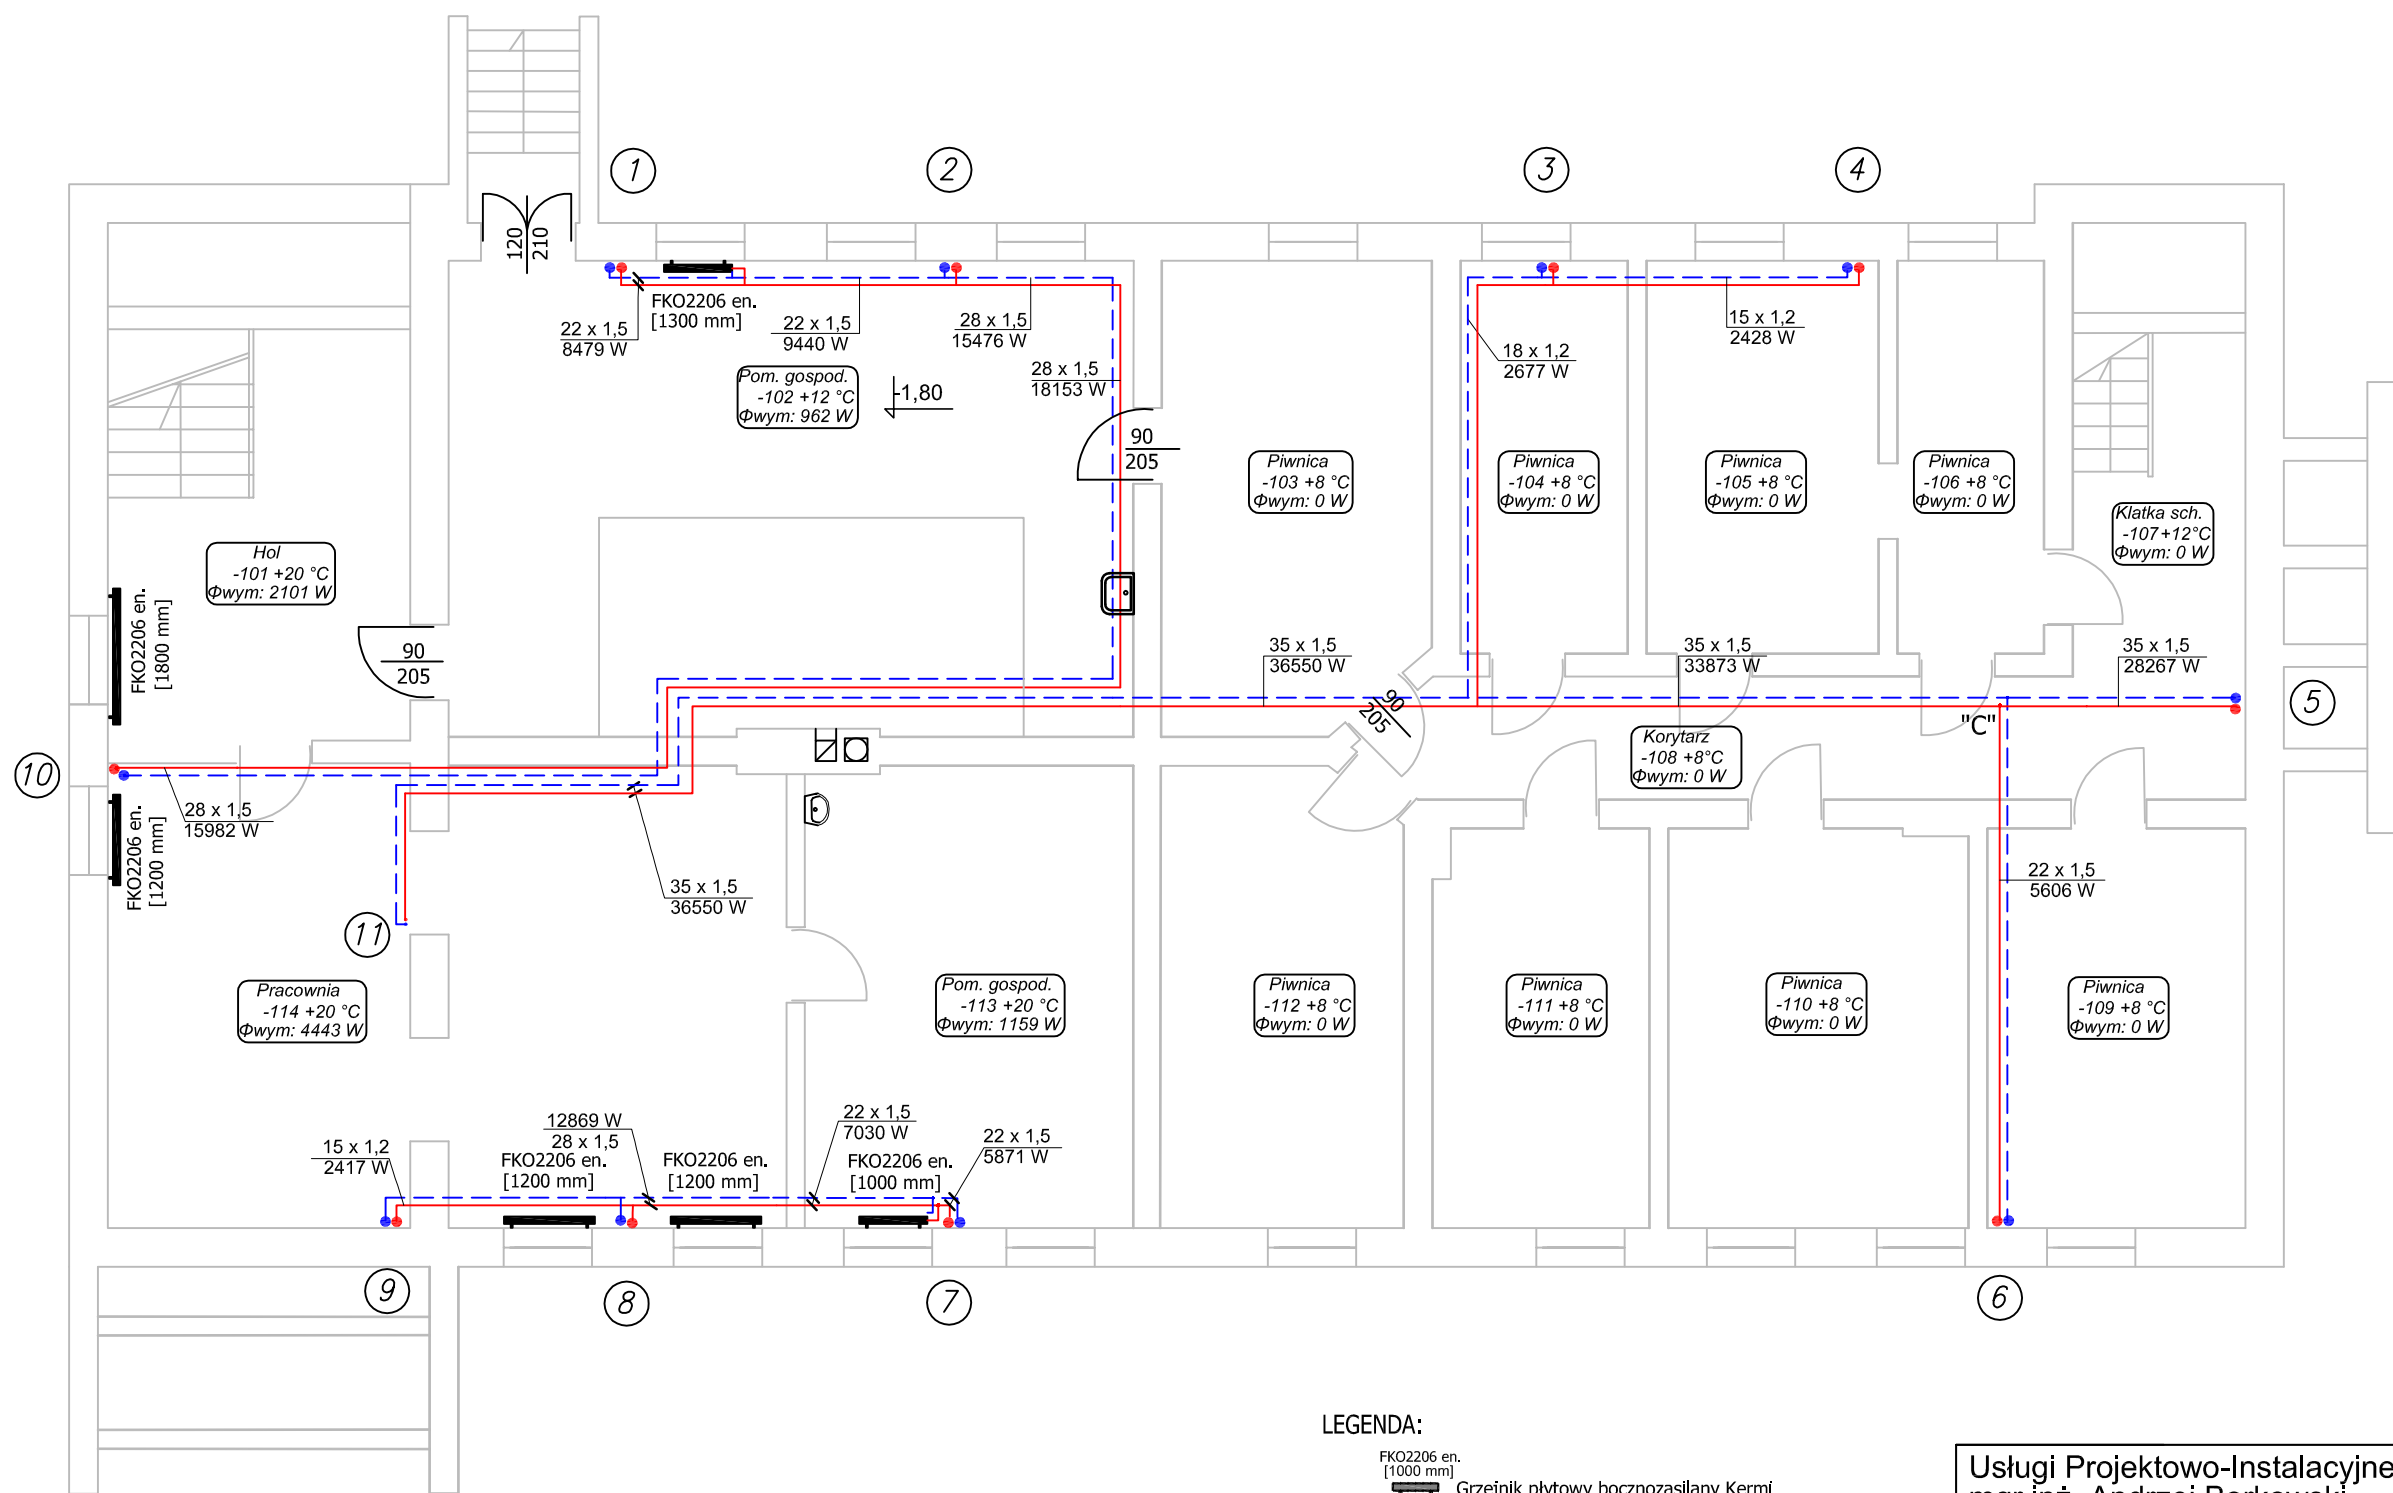 1
2
3
4
120
210
FKO2206 en.
[1300 mm]
22 x 1,5
8479 W
22 x 1,5
9440 W
28 x 1,5
15476 W
28 x 1,5
18153 W
15 x 1,2
2428 W
18 x 1,2
2677 W
Pom. gospod.
-102 +12 °C
Φwym: 962 W
-1,80
90
205
Piwnica
-103 +8 °C
Φwym: 0 W
Piwnica
-104 +8 °C
Φwym: 0 W
Piwnica
-105 +8 °C
Φwym: 0 W
Piwnica
-106 +8 °C
Φwym: 0 W
Klatka sch.
-107+12°C
Φwym: 0 W
Hol
-101 +20 °C
Φwym: 2101 W
FKO2206 en.
[1800 mm]
90
205
35 x 1,5
36550 W
35 x 1,5
33873 W
35 x 1,5
28267 W
90
205
5
"C"
Korytarz
-108 +8°C
Φwym: 0 W
10
28 x 1,5
15982 W
FKO2206 en.
[1200 mm]
35 x 1,5
36550 W
22 x 1,5
5606 W
11
Pracownia
-114 +20 °C
Φwym: 4443 W
Pom. gospod.
-113 +20 °C
Φwym: 1159 W
Piwnica
-112 +8 °C
Φwym: 0 W
Piwnica
-111 +8 °C
Φwym: 0 W
Piwnica
-110 +8 °C
Φwym: 0 W
Piwnica
-109 +8 °C
Φwym: 0 W
15 x 1,2
2417 W
12869 W
28 x 1,5
FKO2206 en.
[1200 mm]
FKO2206 en.
[1200 mm]
22 x 1,5
7030 W
FKO2206 en.
[1000 mm]
22 x 1,5
5871 W
9
8
7
6
LEGENDA:
FKO2206 en.
[1000 mm]
Grzejnik płytowy bocznozasilany Kermi
Usługi Projektowo-Instalacyjne
mgr inż. Andrzej Borkowski